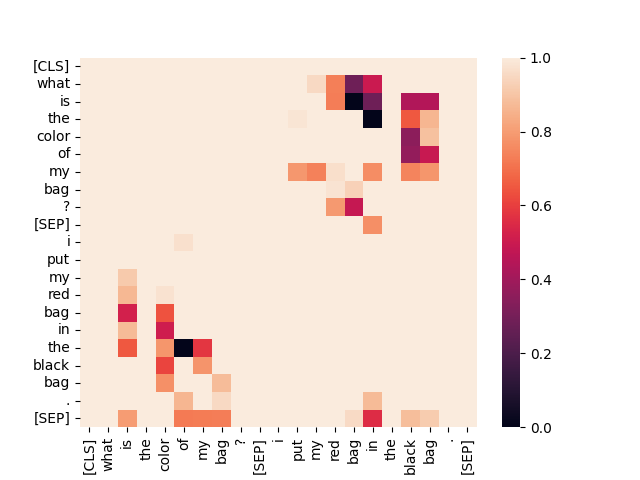 [CLS]
what
is
the
color
of
my
bag
?
[SEP]
i
put
my
red
bag
in
the
black
bag
.
[SEP]
[CLS] what is the color of my bag ? [SEP] i put my red bag in the black bag . [SEP]
1.0
0.8
0.6
0.4
0.2
0.0